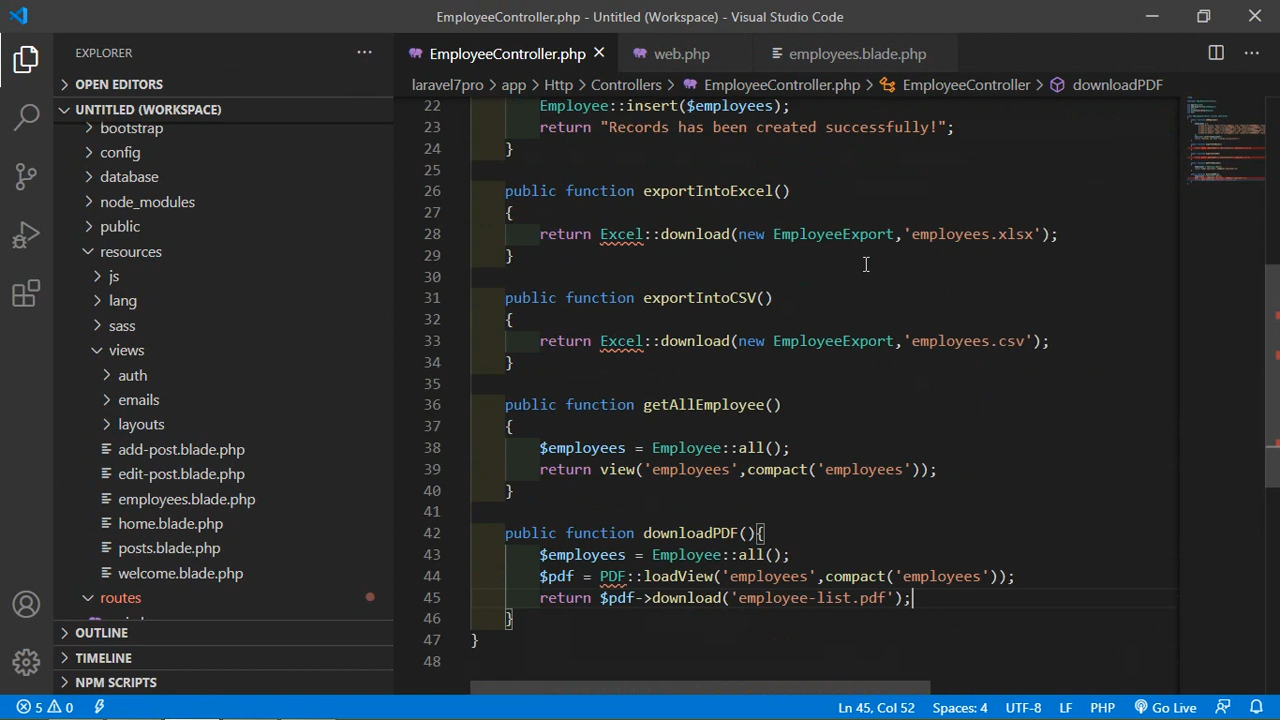 EmployeeController.php - Untitled (Workspace) - Visual Studio Code
EXPLORER
EmployeeController.php
web.php
employees.blade.php
OPEN EDITORS
laravel7pro > app > Http > Controllers > EmployeeController.php > EmployeeController > downloadPDF
UNTITLED (WORKSPACE)
bootstrap
config
database
node_modules
public
resources
js
lang
sass
views
auth
emails
layouts
add-post.blade.php
edit-post.blade.php
employees.blade.php
home.blade.php
posts.blade.php
welcome.blade.php
routes
OUTLINE
TIMELINE
NPM SCRIPTS
22 Employee::insert($employees);
23 return "Records has been created successfully!";
24 }
25
26 public function exportIntoExcel()
27 {
28 return Excel::download(new EmployeeExport,'employees.xlsx');
29 }
30
31 public function exportIntoCSV()
32 {
33 return Excel::download(new EmployeeExport,'employees.csv');
34 }
35
36 public function getAllEmployee()
37 {
38 $employees = Employee::all();
39 return view('employees',compact('employees'));
40 }
41
42 public function downloadPDF(){
43 $employees = Employee::all();
44 $pdf = PDF::loadView('employees',compact('employees'));
45 return $pdf->download('employee-list.pdf');
46 }
47 }
48
5 0
Ln 45, Col 52
Spaces: 4
UTF-8
LF
PHP
Go Live